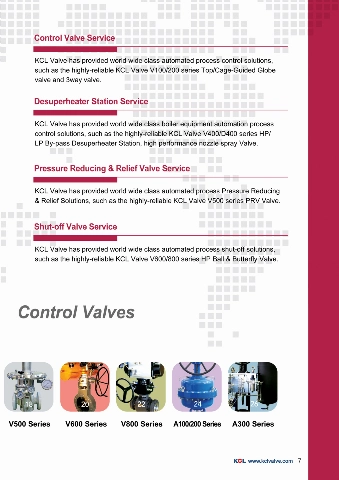 Control Valve Service
KCL Valve has provided world wide class automated process control solutions,
such as the highly-reliable KCL Valve V100/200 series Top/Cage-Guided Globe
valve and 3way valve.
Desuperheater Station Service
KCL Valve has provided world wide class boiler equipment automation process
control solutions, such as the highly-reliable KCL Valve V400/D400 series HP/
LP By-pass Desuperheater Station, high performance nozzle spray Valve.
Pressure Reducing & Relief Valve Service
KCL Valve has provided world wide class automated process Pressure Reducing
& Relief Solutions, such as the highly-reliable KCL Valve V500 series PRV Valve.
Shut-off Valve Service
KCL Valve has provided world wide class automated process shut-off solutions,
such as the highly-reliable KCL Valve V600/800 series HP Ball & Butterfly Valve.
Control Valves
18 20 22 24 26
V500 Series V600 Series V800 Series A100/200 Series A300 Series
KCL www.kclvalve.com 7